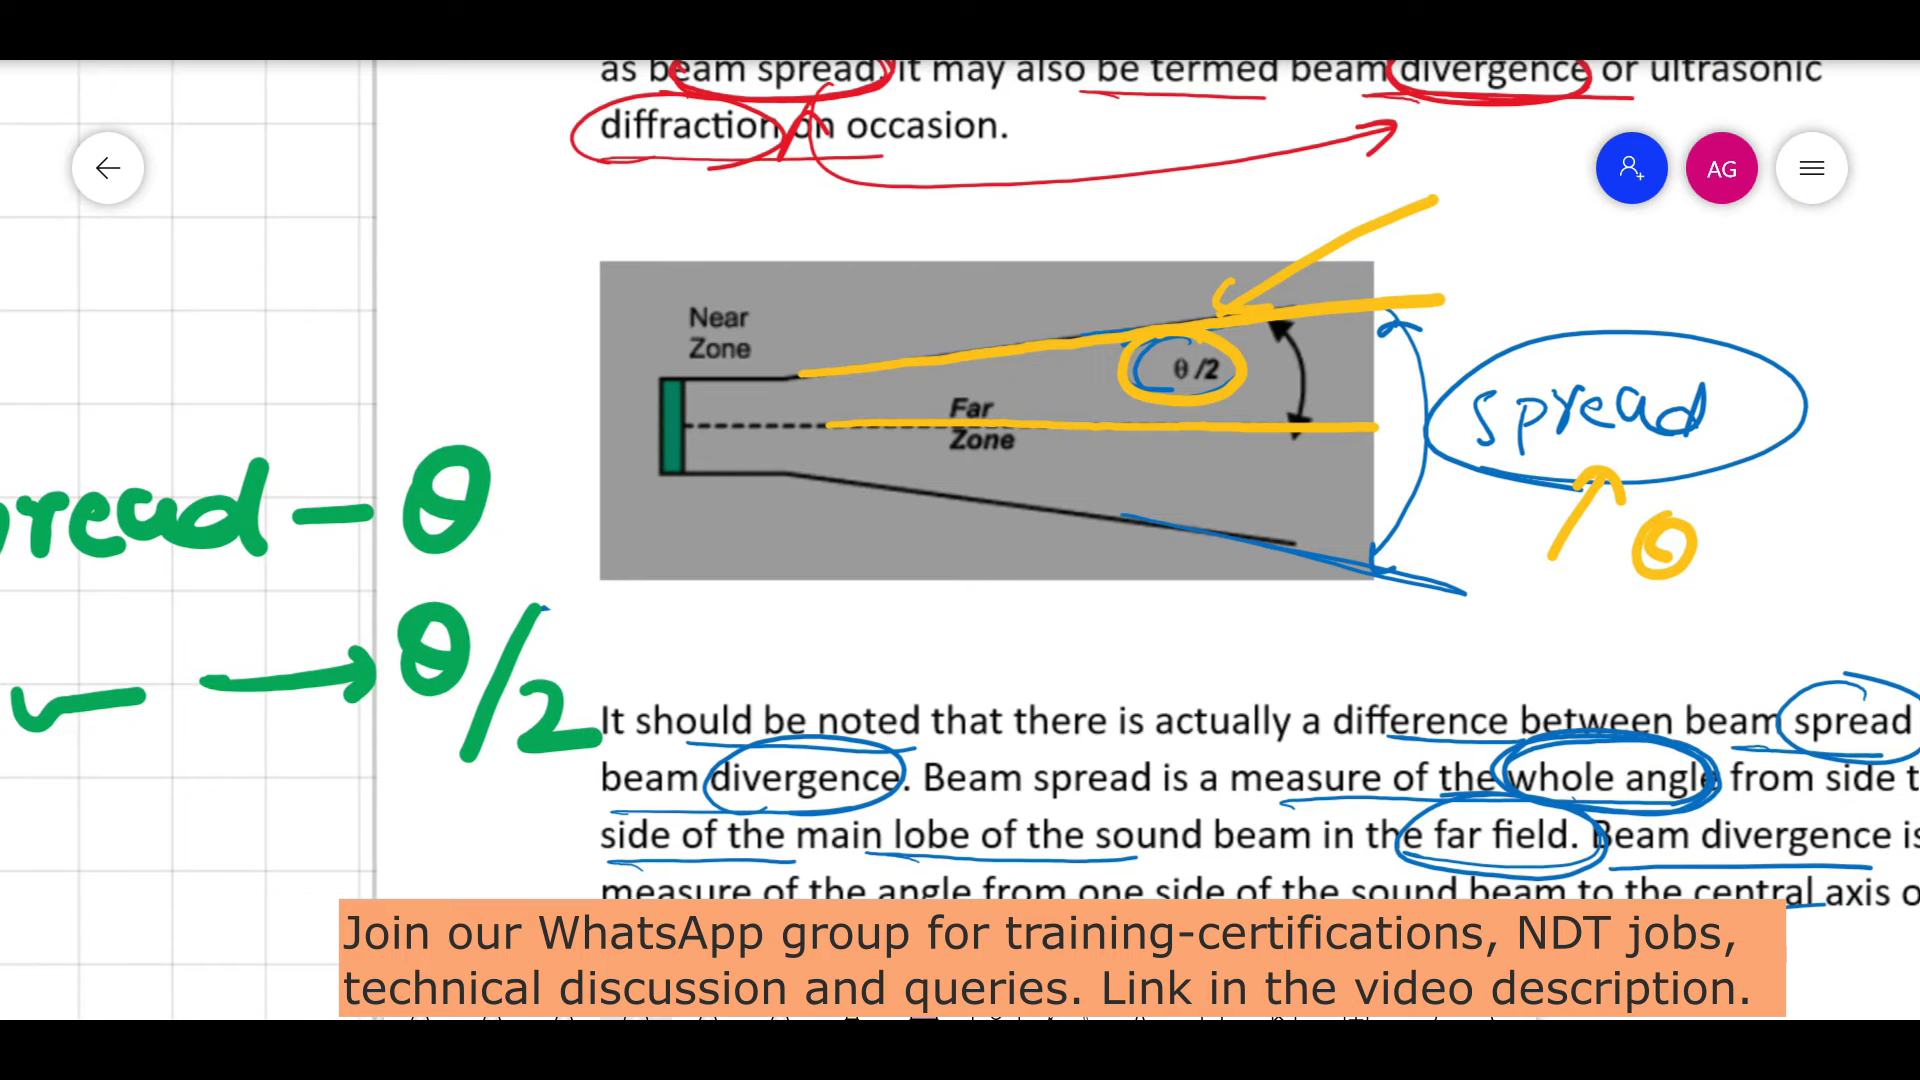 as beam spread, it may also be termed beam divergence or ultrasonic
diffraction on occasion.
AG
Near
Zone
θ /2
Far
Zone
spread
θ
pread - θ
θ/2
It should be noted that there is actually a difference between beam spread
beam divergence. Beam spread is a measure of the whole angle from side t
side of the main lobe of the sound beam in the far field. Beam divergence is
measure of the angle from one side of the sound beam to the central axis o
Join our WhatsApp group for training-certifications, NDT jobs,
technical discussion and queries. Link in the video description.